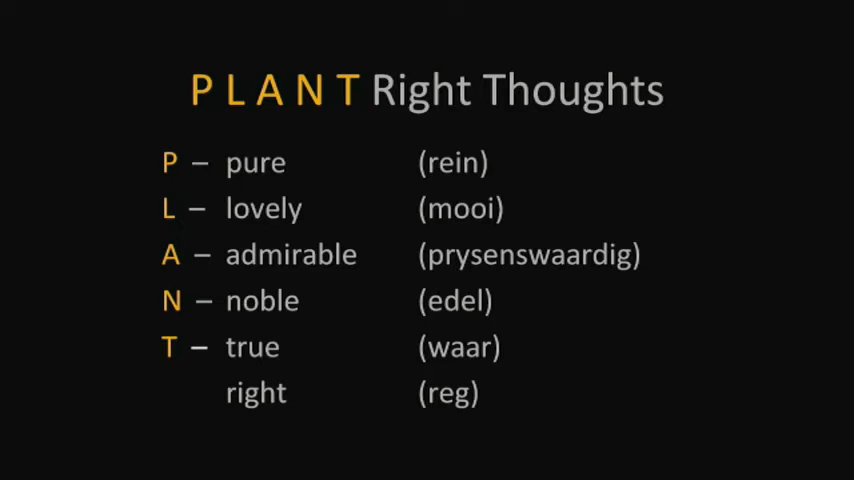 P L A N T Right Thoughts
P – pure (rein)
L – lovely (mooi)
A – admirable (prysenswaardig)
N – noble (edel)
T – true (waar)
right (reg)